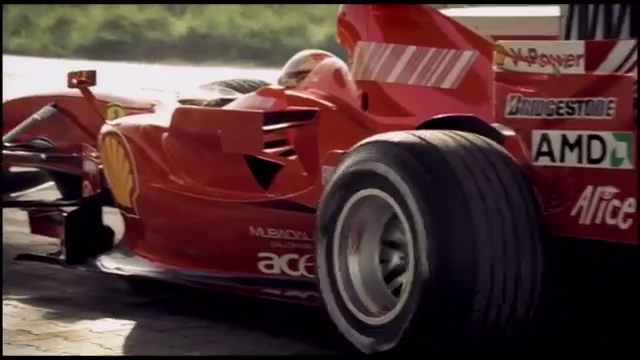 V-Power
BRIDGESTONE
AMD
Alice
MUBADALA
acer